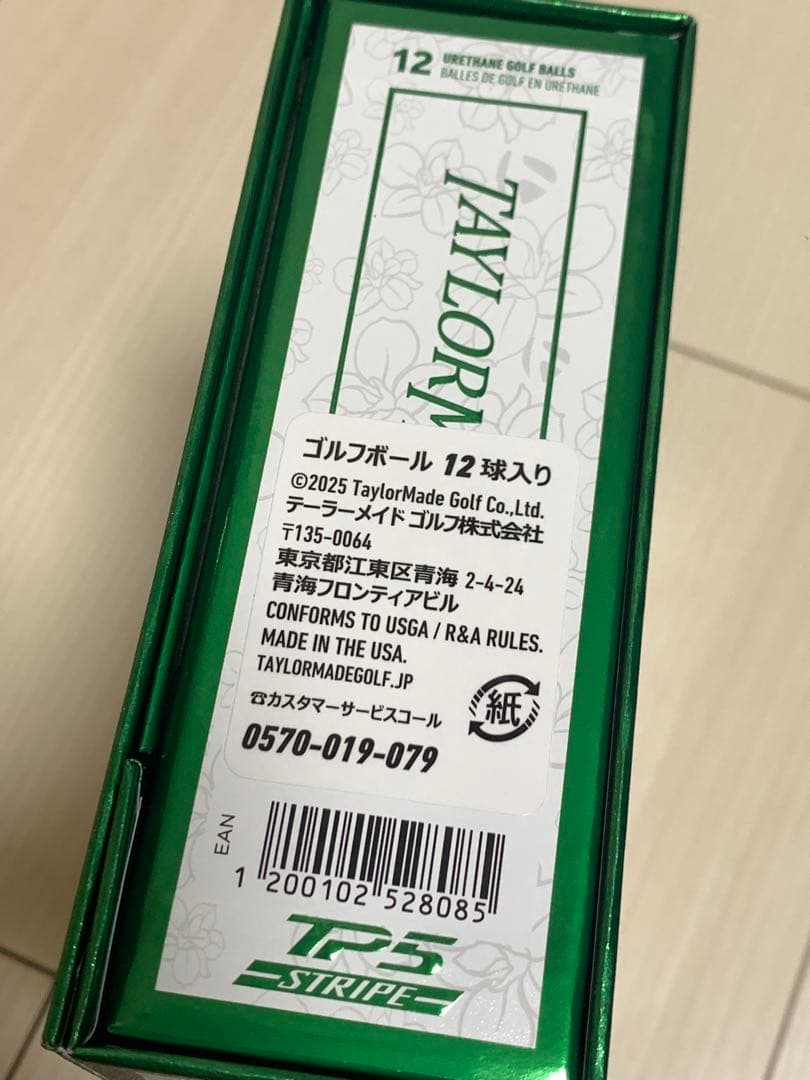 12 URETHANE GOLF BALLS
BALLES DE GOLF EN URÉTHANE
TAYLORM
ゴルフボール 12球入り
©2025 TaylorMade Golf Co.,Ltd.
テーラーメイド ゴルフ株式会社
〒135-0064
東京都江東区青海 2-4-24
青海フロンティアビル
CONFORMS TO USGA / R&A RULES.
MADE IN THE USA.
TAYLORMADEGOLF.JP
紙
☎カスタマーサービスコール
0570-019-079
EAN
1 200102 528085
TP5
STRIPE